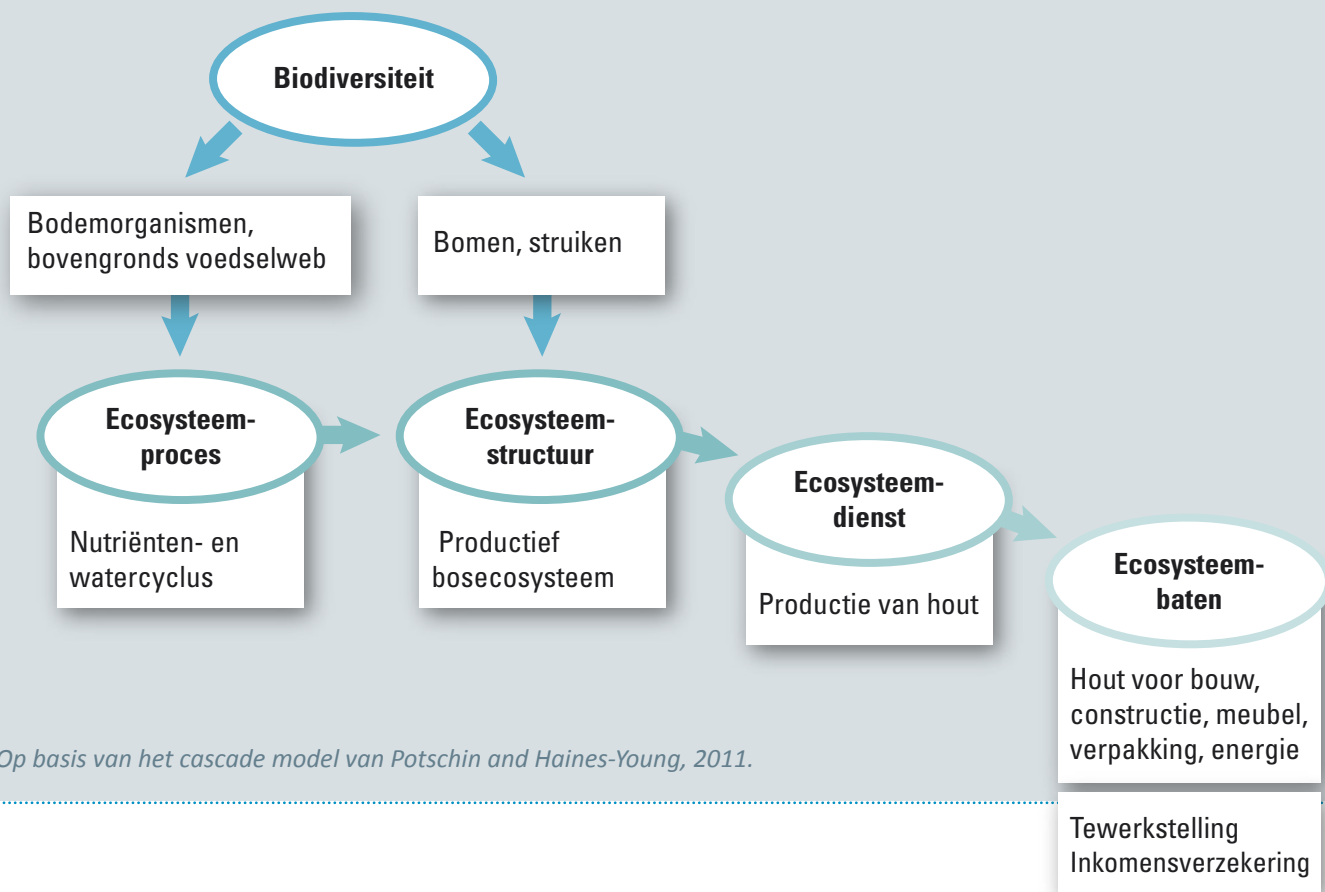 Biodiversiteit
Bodemorganismen,
bovengronds voedselweb
Bomen, struiken
Ecosysteem-
proces
Nutriënten- en
watercyclus
Ecosysteem-
structuur
Productief
bosecosysteem
Ecosysteem-
dienst
Productie van hout
Ecosysteem-
baten
Hout voor bouw,
constructie, meubel,
verpakking, energie
Tewerkstelling
Inkomensverzekering
Op basis van het cascade model van Potschin and Haines-Young, 2011.